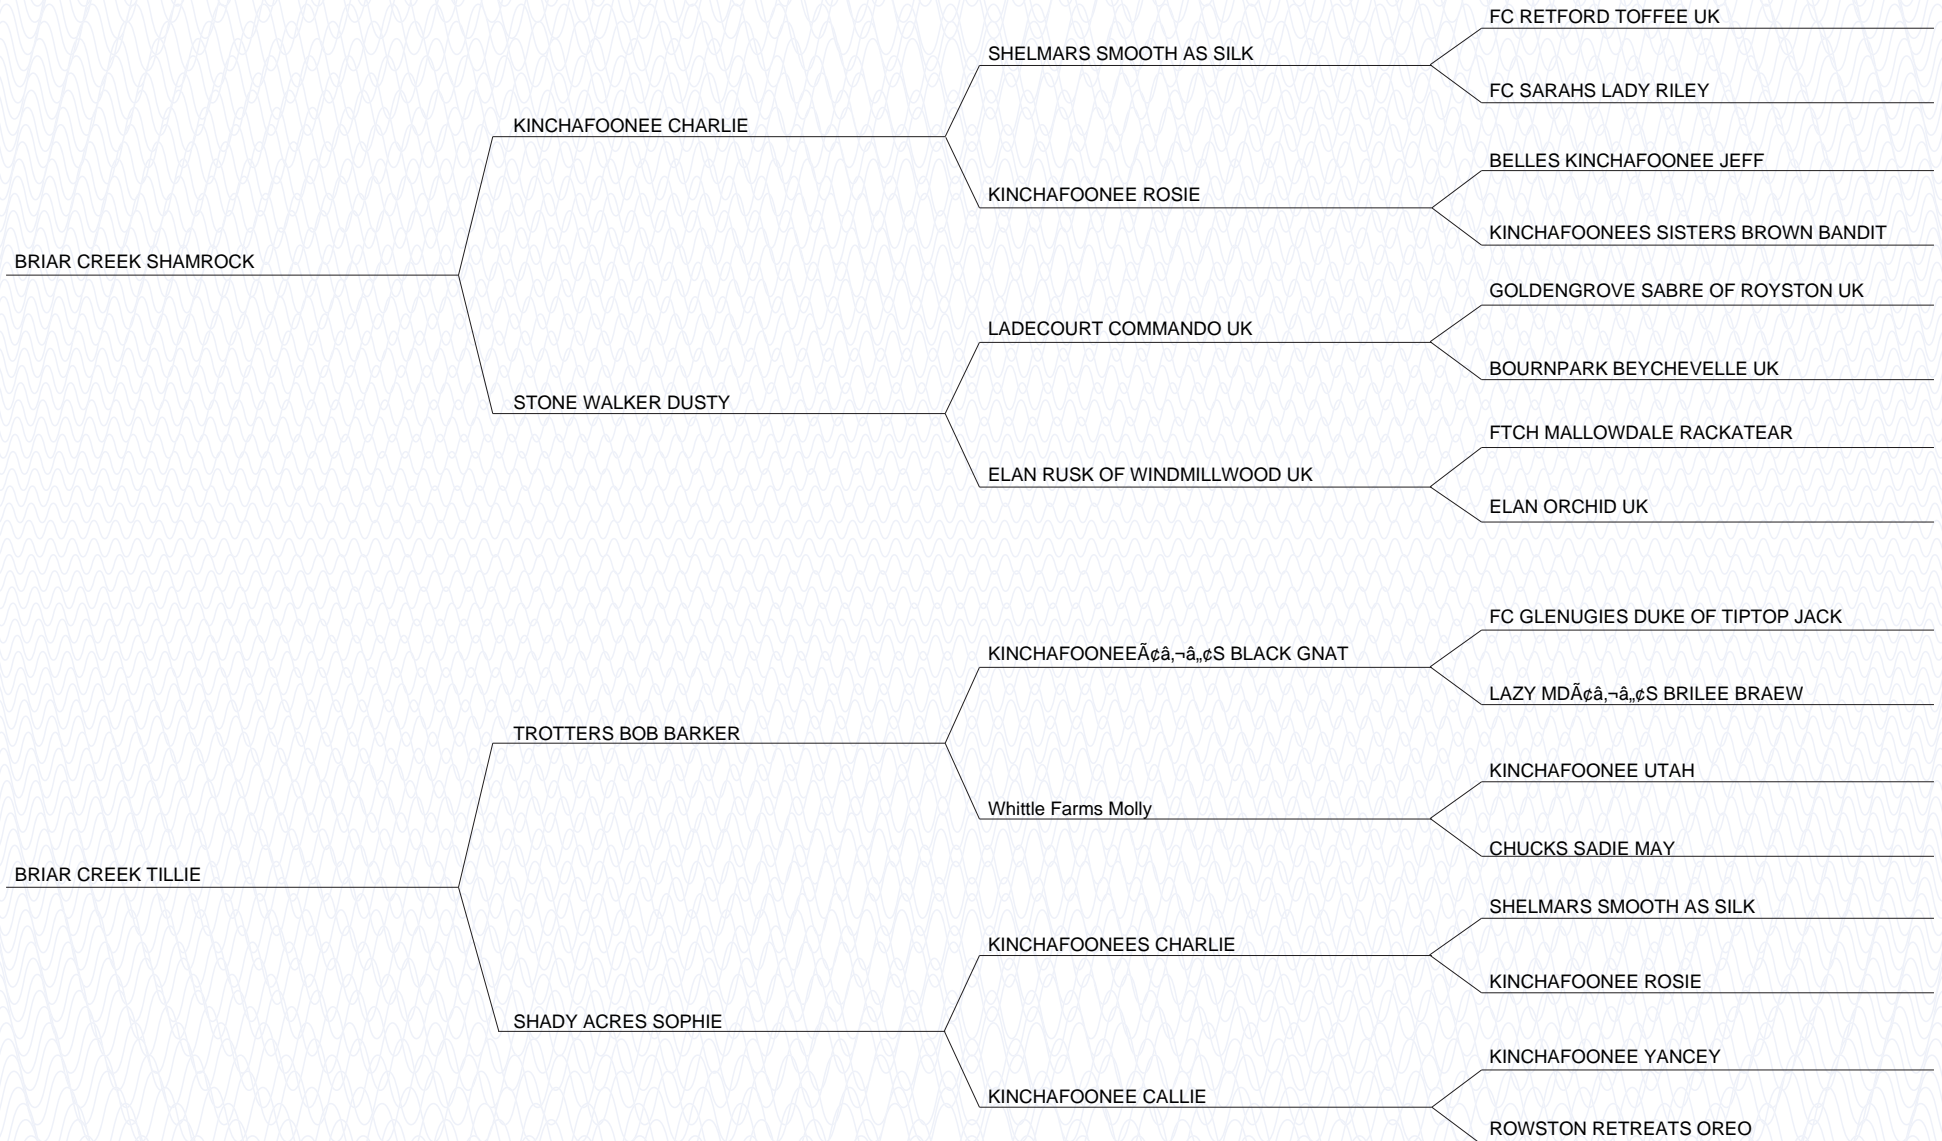 FC RETFORD TOFFEE UK
SHELMARS SMOOTH AS SILK
FC SARAHS LADY RILEY
KINCHAFOONEE CHARLIE
BELLES KINCHAFOONEE JEFF
KINCHAFOONEE ROSIE
KINCHAFOONEES SISTERS BROWN BANDIT
BRIAR CREEK SHAMROCK
GOLDENGROVE SABRE OF ROYSTON UK
LADECOURT COMMANDO UK
BOURNPARK BEYCHEVELLE UK
STONE WALKER DUSTY
FTCH MALLOWDALE RACKATEAR
ELAN RUSK OF WINDMILLWOOD UK
ELAN ORCHID UK
FC GLENUGIES DUKE OF TIPTOP JACK
KINCHAFOONEEÃ¢â‚¬â„¢S BLACK GNAT
LAZY MDÃ¢â‚¬â„¢S BRILEE BRAEW
TROTTERS BOB BARKER
KINCHAFOONEE UTAH
Whittle Farms Molly
CHUCKS SADIE MAY
BRIAR CREEK TILLIE
SHELMARS SMOOTH AS SILK
KINCHAFOONEES CHARLIE
KINCHAFOONEE ROSIE
SHADY ACRES SOPHIE
KINCHAFOONEE YANCEY
KINCHAFOONEE CALLIE
ROWSTON RETREATS OREO